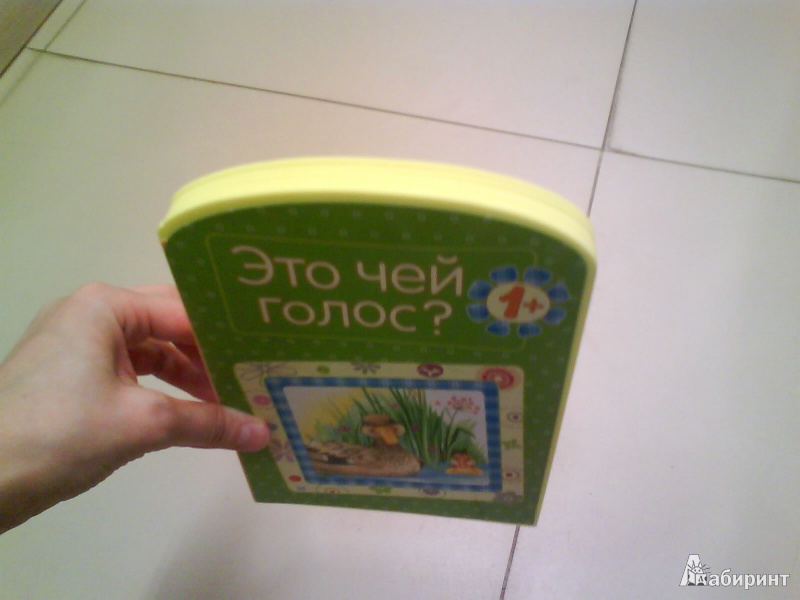 Это чей
голос?
1+
Лабиринт